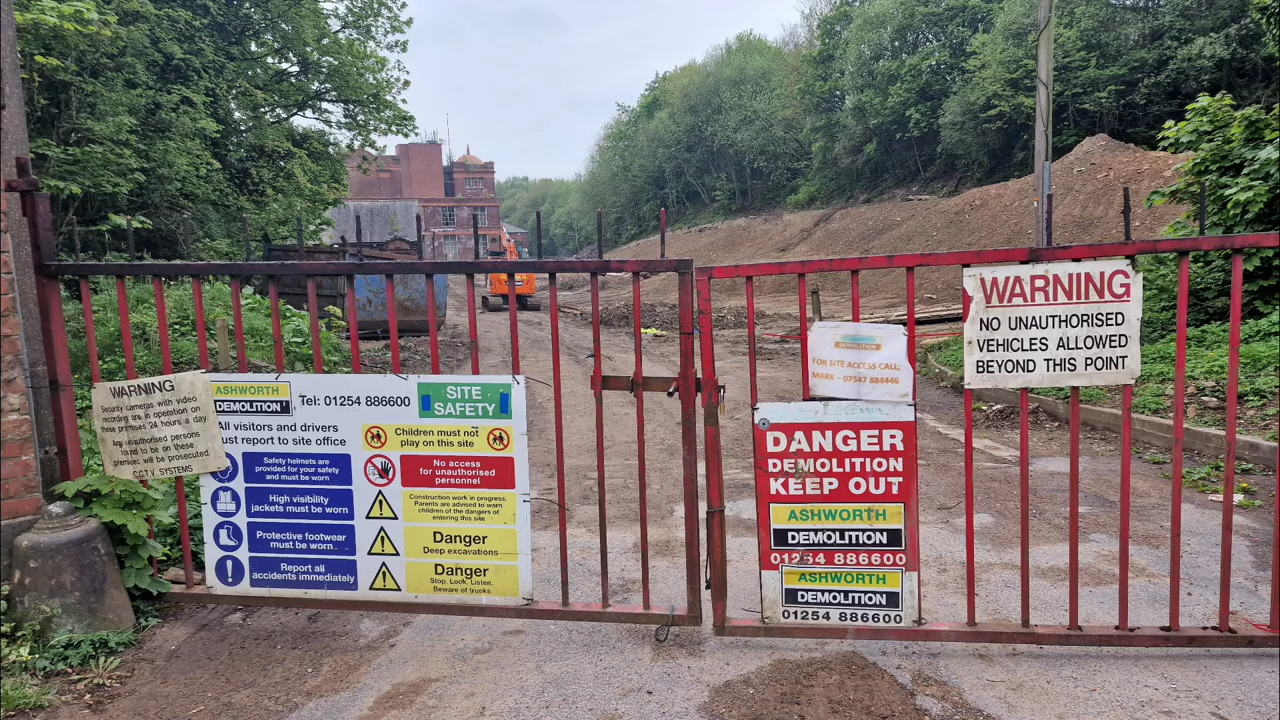 WARNING
Security cameras with video
recording are in operation on
these premises 24 hours a day
Any unauthorised persons
found to be on these
premises will be prosecuted
C.C.T.V. SYSTEMS
ASHWORTH
DEMOLITION
Tel: 01254 886600
SITE
SAFETY
All visitors and drivers
must report to site office
Safety helmets are
provided for your safety
and must be worn
High visibility
jackets must be worn
Protective footwear
must be worn
Report all
accidents immediately
Children must not
play on this site
No access for
unauthorised personnel
Construction work in progress.
Parents are advised to warn
children of the dangers of
entering this site
Danger
Deep excavations
Danger
Stop. Look. Listen.
Beware of trucks
DEMOLITION
FOR SITE ACCESS CALL;
MARK – 07547 884446
DANGER
DEMOLITION
KEEP OUT
ASHWORTH
DEMOLITION
01254 886600
ASHWORTH
DEMOLITION
01254 886600
WARNING
NO UNAUTHORISED
VEHICLES ALLOWED
BEYOND THIS POINT